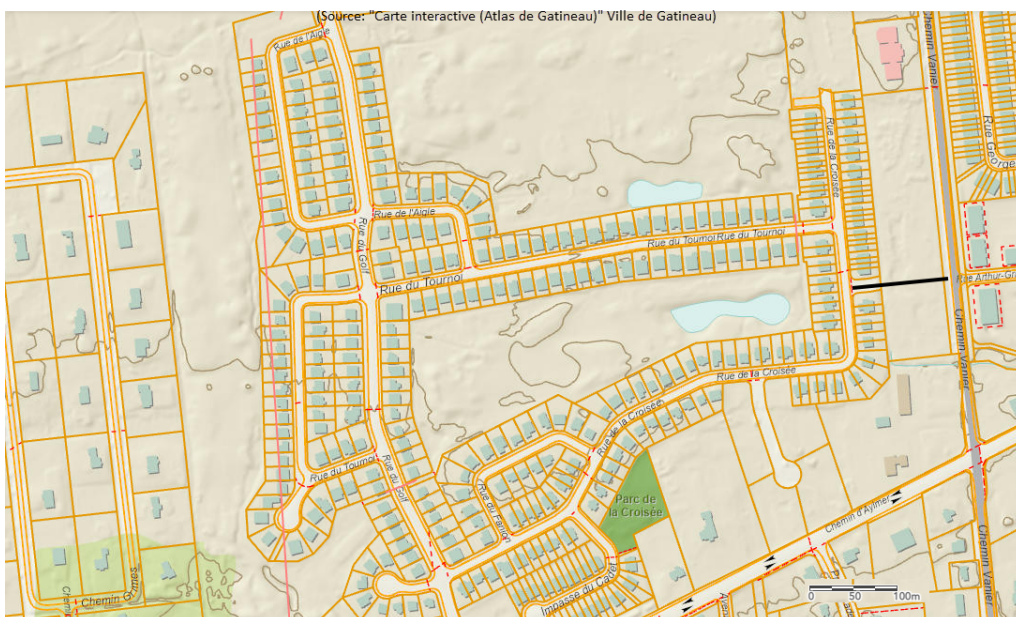 (Source: "Carte interactive (Atlas de Gatineau)" Ville de Gatineau)
Rue de l'Aigle
Chemin Vanier
Rue George
Rue de la Croisée
Rue de l'Aigle
Rue du Golf
Rue du Tournoi
Rue du Tournoi
Rue du Tournoi
Chemin Vanier
Rue de la Croisée
Rue de la Croisée
Rue du Tournoi
Rue du Golf
Rue du Fanion
Parc de
la Croisée
Chemin d'Aylmer
Chemin Vanier
Impasse du Cadet
0 50 100m